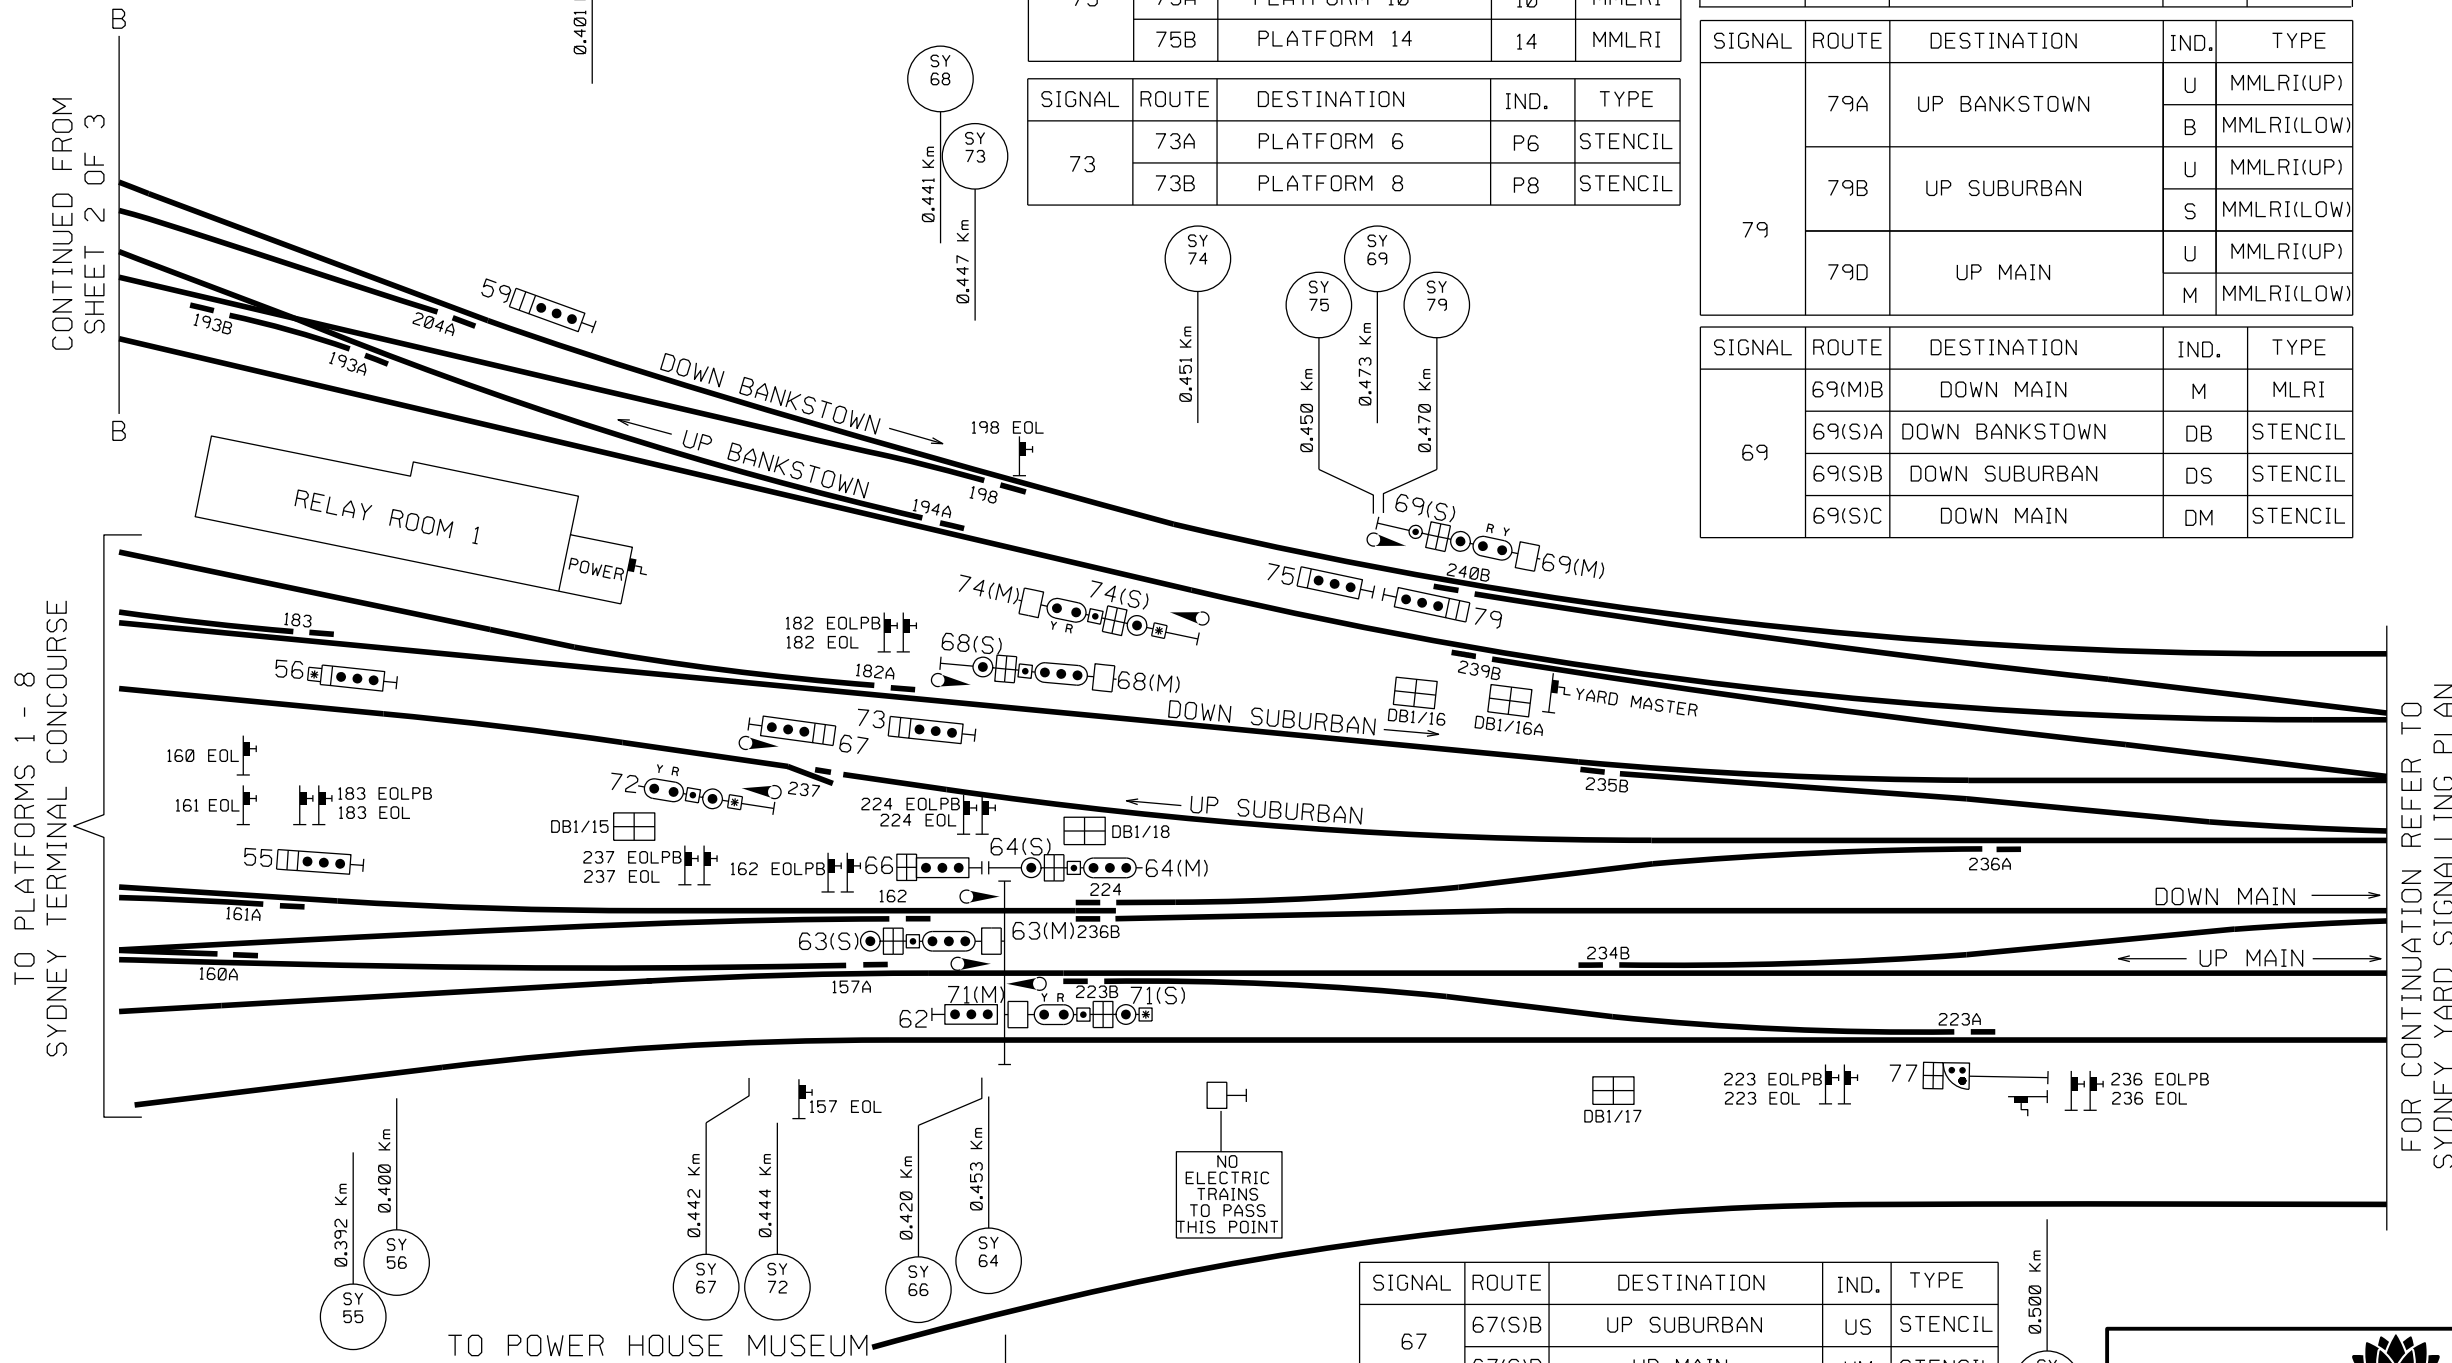 B
CONTINUED FROM
SHEET 2 OF 3
B
0.401
75B PLATFORM 14 14 MMLRI
SIGNAL ROUTE DESTINATION IND. TYPE
73
73A PLATFORM 6 P6 STENCIL
73B PLATFORM 8 P8 STENCIL
SIGNAL ROUTE DESTINATION IND. TYPE
79
79A UP BANKSTOWN U MMLRI(UP)
B MMLRI(LOW)
79B UP SUBURBAN U MMLRI(UP)
S MMLRI(LOW)
79D UP MAIN U MMLRI(UP)
M MMLRI(LOW)
SIGNAL ROUTE DESTINATION IND. TYPE
69
69(M)B DOWN MAIN M MLRI
69(S)A DOWN BANKSTOWN DB STENCIL
69(S)B DOWN SUBURBAN DS STENCIL
69(S)C DOWN MAIN DM STENCIL
SY 68
0.441 Km
SY 73
0.447 Km
SY 74
0.451 Km
SY 75
0.450 Km
SY 69
0.473 Km
SY 79
0.470 Km
59
193B
204A
193A
DOWN BANKSTOWN
UP BANKSTOWN
198 EOL
198
194A
RELAY ROOM 1
POWER
69(S)
R Y
69(M)
240B
75
79
74(M)
74(S)
Y R
182 EOLPB
182 EOL
68(S)
68(M)
182A
183
56
239B
DB1/16
DB1/16A
YARD MASTER
DOWN SUBURBAN
73
67
72
Y R
237
235B
UP SUBURBAN
160 EOL
161 EOL
183 EOLPB
183 EOL
DB1/15
224 EOLPB
224 EOL
DB1/18
55
237 EOLPB
237 EOL
162 EOLPB
66
64(S)
64(M)
236A
161A
162
224
DOWN MAIN
63(S)
63(M)
236B
234B
UP MAIN
160A
157A
71(M)
Y R
223B
71(S)
62
223A
TO PLATFORMS 1 - 8
SYDNEY TERMINAL CONCOURSE
FOR CONTINUATION REFER TO
SYDNEY YARD SIGNALLING PLAN
157 EOL
DB1/17
223 EOLPB
223 EOL
77
236 EOLPB
236 EOL
NO
ELECTRIC
TRAINS
TO PASS
THIS POINT
0.392 Km
SY 55
0.400 Km
SY 56
0.442 Km
SY 67
0.444 Km
SY 72
0.420 Km
SY 66
0.453 Km
SY 64
0.500 Km
TO POWER HOUSE MUSEUM
SIGNAL ROUTE DESTINATION IND. TYPE
67
67(S)B UP SUBURBAN US STENCIL